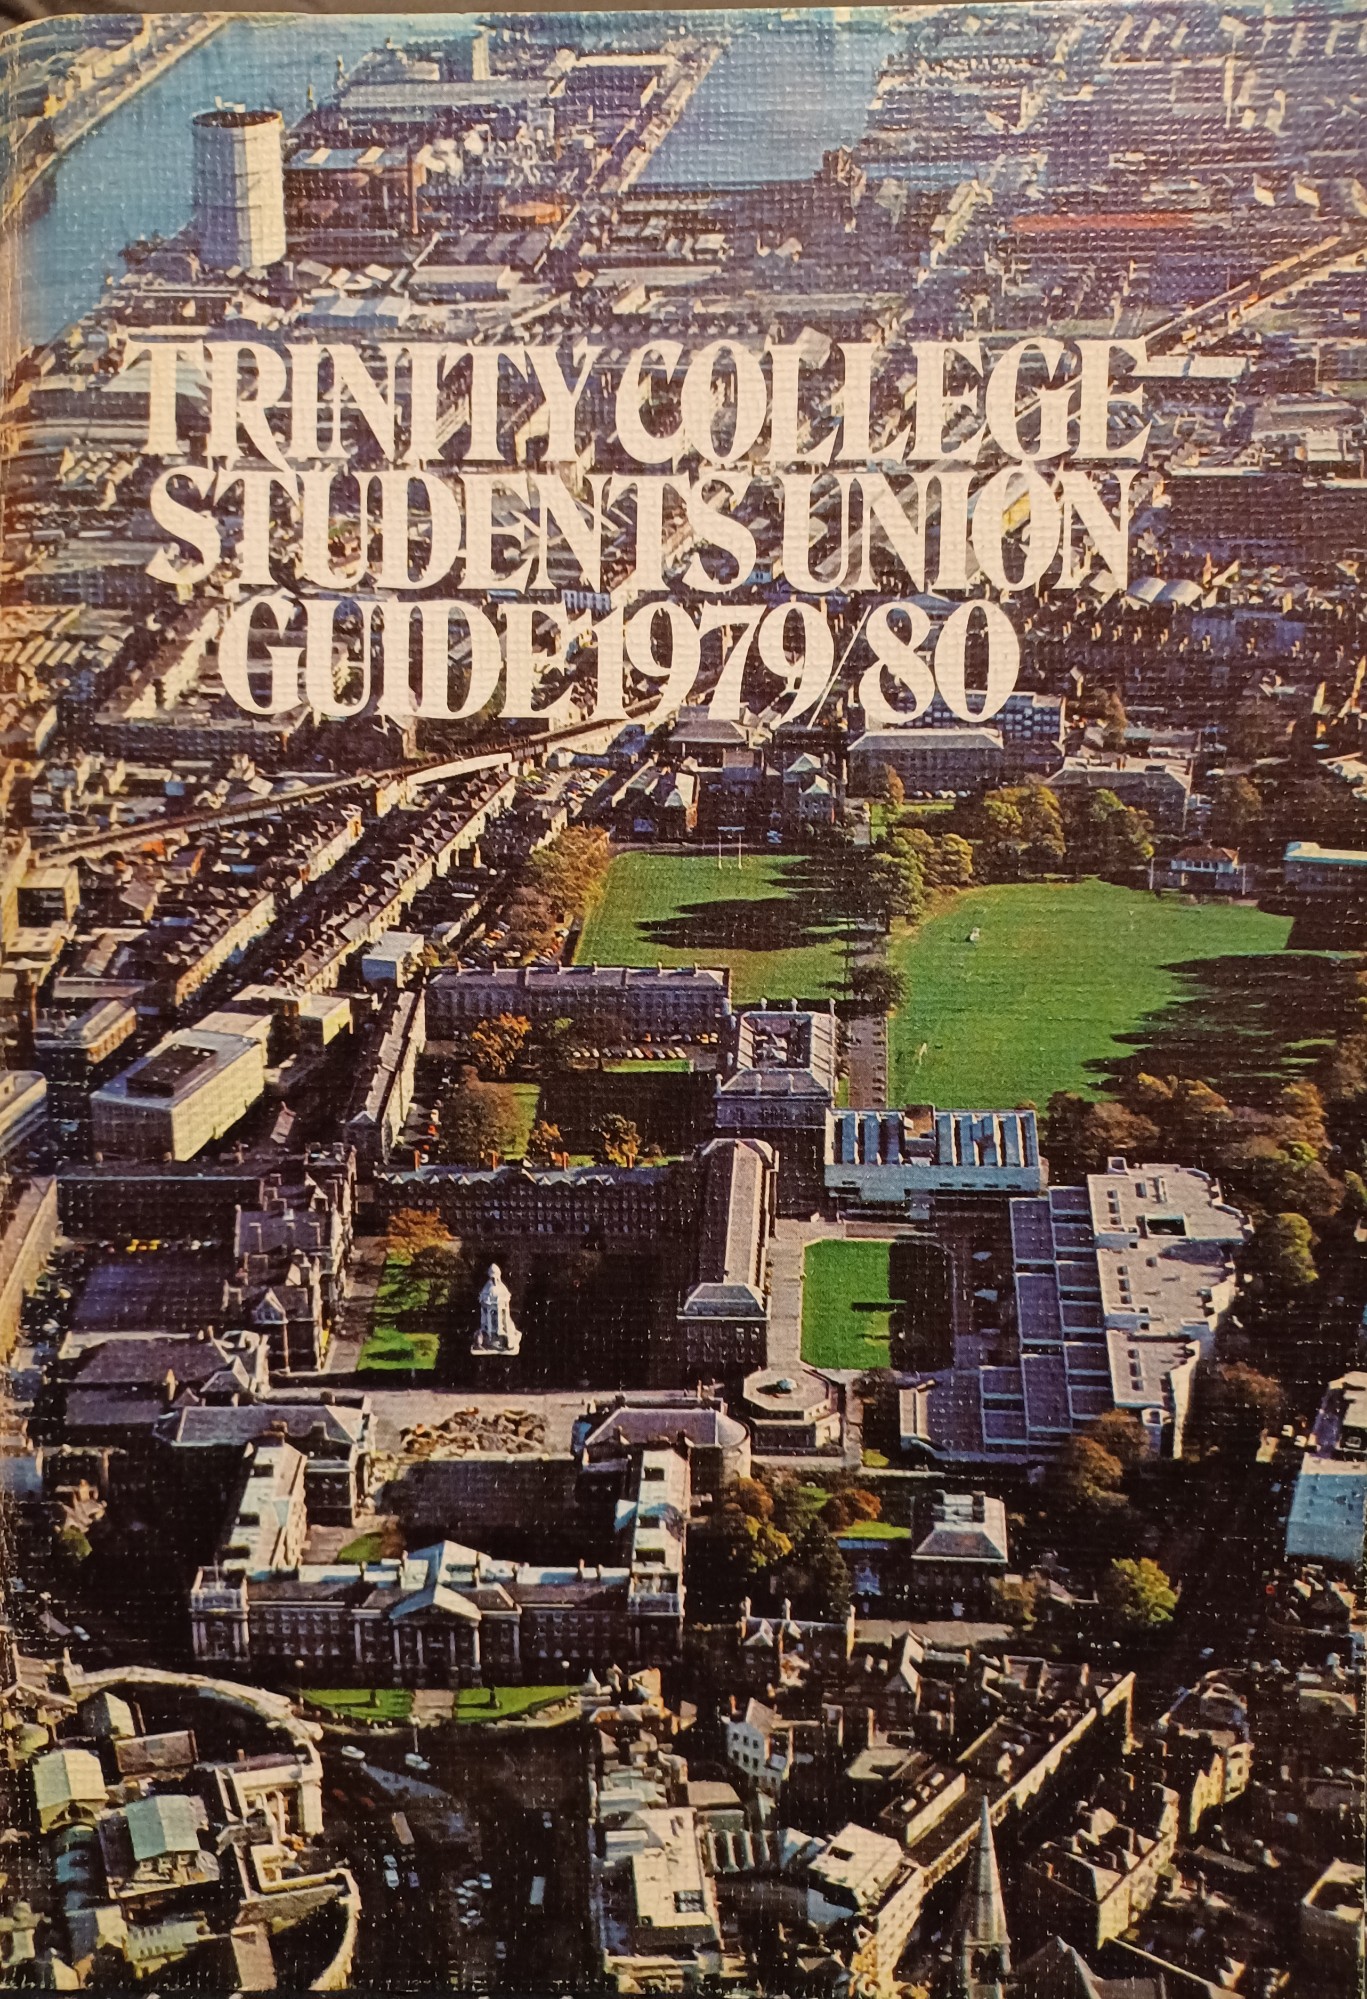 TRINITY COLLEGE
STUDENTS UNION
GUIDE 1979/80